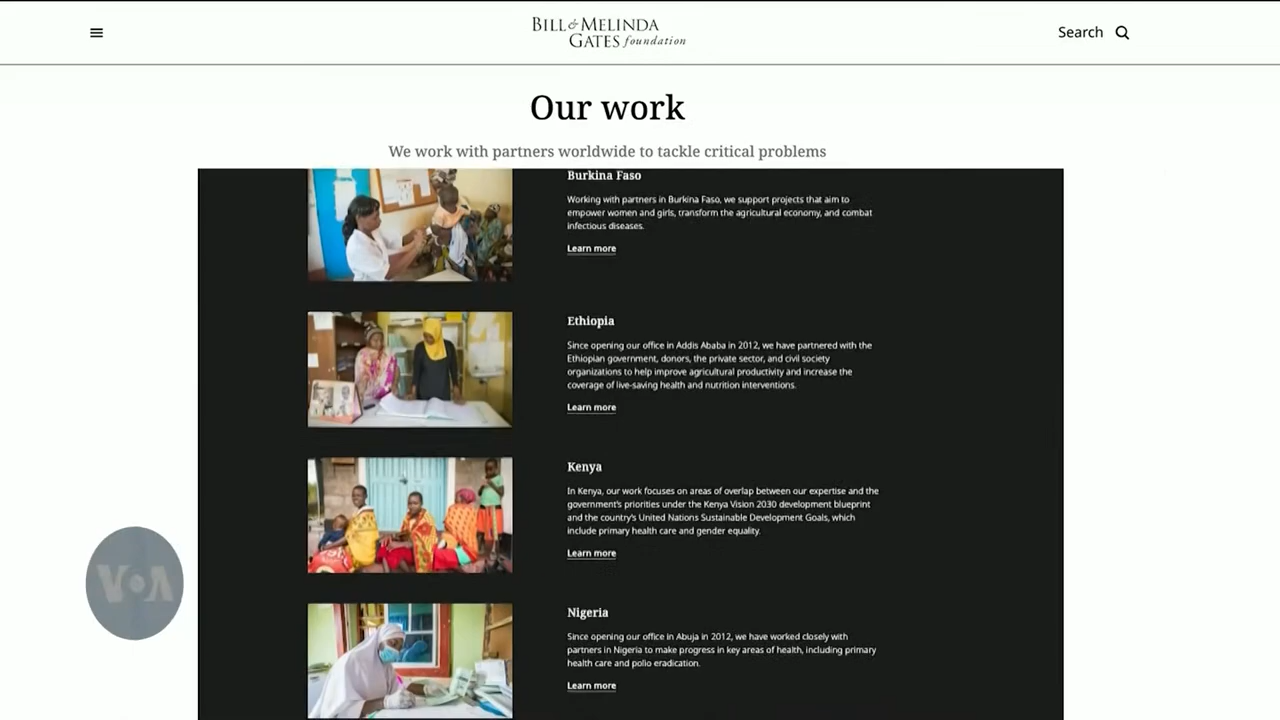 BILL & MELINDA
GATES foundation
Search
Our work
We work with partners worldwide to tackle critical problems
Burkina Faso
Working with partners in Burkina Faso, we support projects that aim to
empower women and girls, transform the agricultural economy, and combat
infectious diseases.
Learn more
Ethiopia
Since opening our office in Addis Ababa in 2012, we have partnered with the
Ethiopian government, donors, the private sector, and civil society
organizations to help improve agricultural productivity and increase the
coverage of live-saving health and nutrition interventions.
Learn more
Kenya
In Kenya, our work focuses on areas of overlap between our expertise and the
government's priorities under the Kenya Vision 2030 development blueprint
and the country's United Nations Sustainable Development Goals, which
include primary health care and gender equality.
Learn more
VOA
Nigeria
Since opening our office in Abuja in 2012, we have worked closely with
partners in Nigeria to make progress in key areas of health, including primary
health care and polio eradication.
Learn more